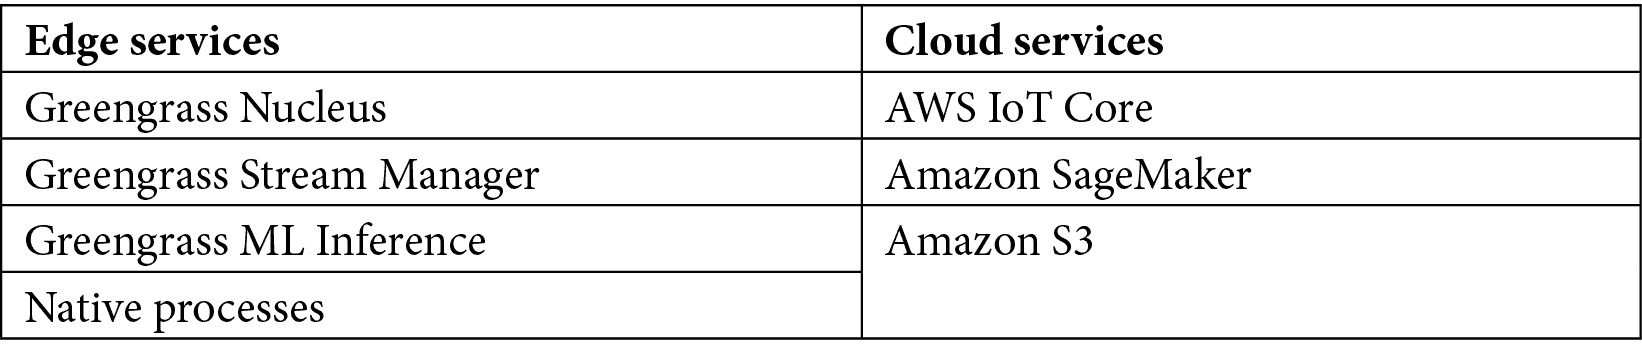 Edge services
Cloud services
Greengrass Nucleus
AWS IoT Core
Greengrass Stream Manager
Amazon SageMaker
Greengrass ML Inference
Amazon S3
Native processes